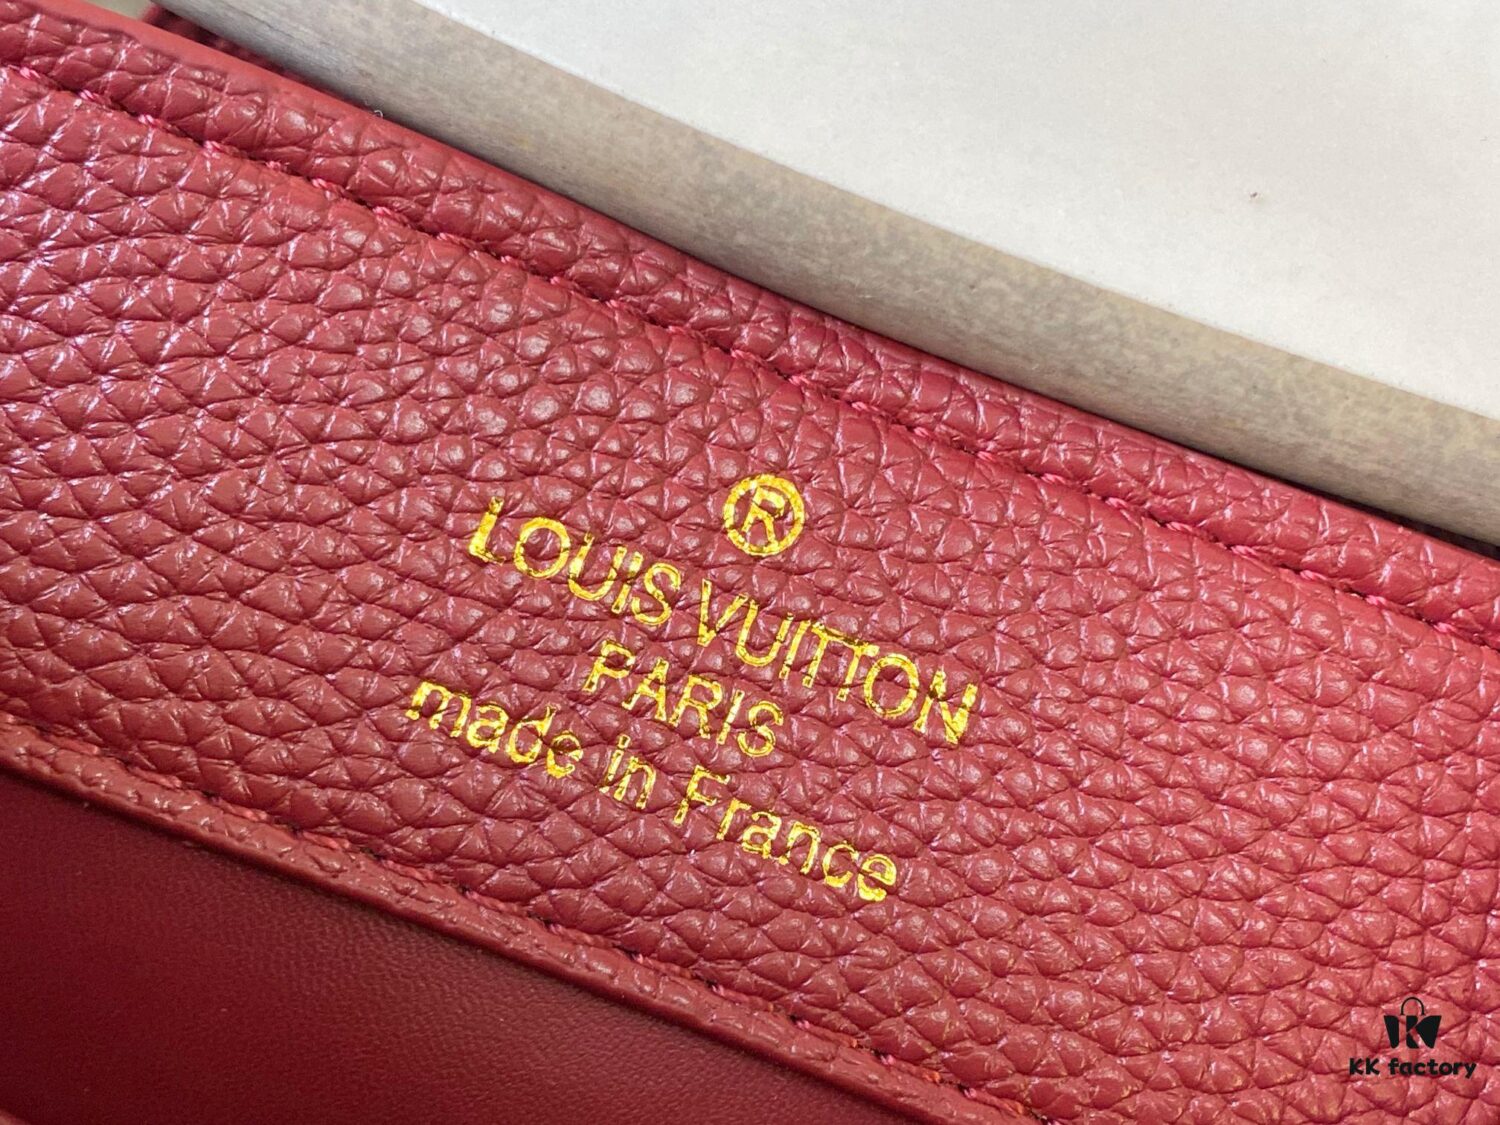 ®
LOUIS VUITTON
PARIS
made in France
KK factory